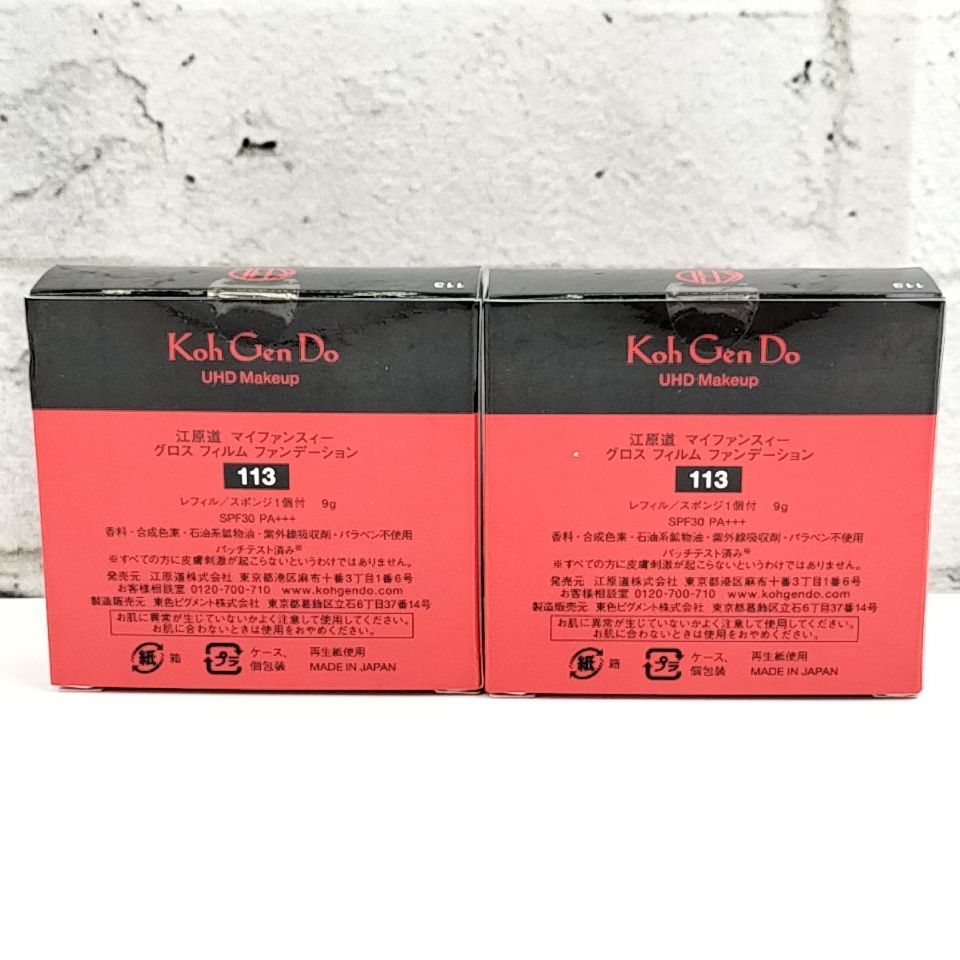 113
Koh Gen Do
UHD Makeup
江原道 マイファンスィー
グロス フィルム ファンデーション
113
レフィル／スポンジ1個付 9g
SPF30 PA+++
香料・合成色素・石油系鉱物油・紫外線吸収剤・パラベン不使用
パッチテスト済み※
※すべての方に皮膚刺激が起こらないというわけではありません。
発売元 江原道株式会社 東京都港区麻布十番3丁目1番6号
お客様相談室 0120-700-710 www.kohgendo.com
製造販売元 東色ピグメント株式会社 東京都葛飾区立石6丁目37番14号
お肌に異常が生じていないかよく注意して使用してください。
お肌に合わないときは使用をおやめください。
紙 箱 プラ ケース、 再生紙使用
個包装 MADE IN JAPAN
113
Koh Gen Do
UHD Makeup
江原道 マイファンスィー
グロス フィルム ファンデーション
113
レフィル／スポンジ1個付 9g
SPF30 PA+++
香料・合成色素・石油系鉱物油・紫外線吸収剤・パラベン不使用
パッチテスト済み※
※すべての方に皮膚刺激が起こらないというわけではありません。
発売元 江原道株式会社 東京都港区麻布十番3丁目1番6号
お客様相談室 0120-700-710 www.kohgendo.com
製造販売元 東色ピグメント株式会社 東京都葛飾区立石6丁目37番14号
お肌に異常が生じていないかよく注意して使用してください。
お肌に合わないときは使用をおやめください。
紙 箱 プラ ケース、 再生紙使用
個包装 MADE IN JAPAN